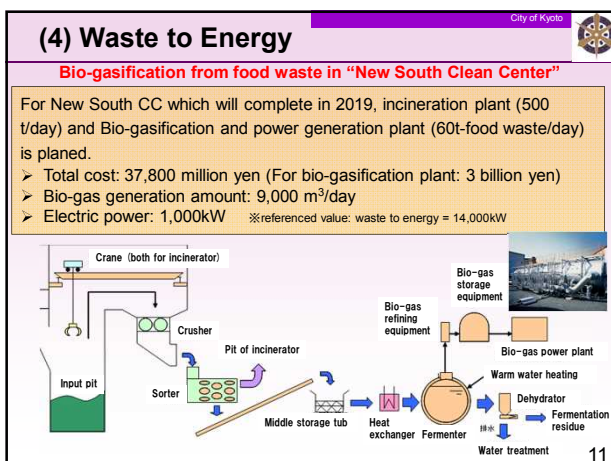 City of Kyoto
(4) Waste to Energy
Bio-gasification from food waste in “New South Clean Center”
For New South CC which will complete in 2019, incineration plant (500
t/day) and Bio-gasification and power generation plant (60t-food waste/day)
is planed.
➢ Total cost: 37,800 million yen (For bio-gasification plant: 3 billion yen)
➢ Bio-gas generation amount: 9,000 m³/day
➢ Electric power: 1,000kW ※referenced value: waste to energy = 14,000kW
Crane (both for incinerator)
Crusher
Pit of incinerator
Input pit
Sorter
Middle storage tub
Heat
exchanger
Fermenter
Bio-gas
refining
equipment
Bio-gas
storage
equipment
Bio-gas power plant
Warm water heating
Dehydrator
排水
Fermentation
residue
Water treatment
11